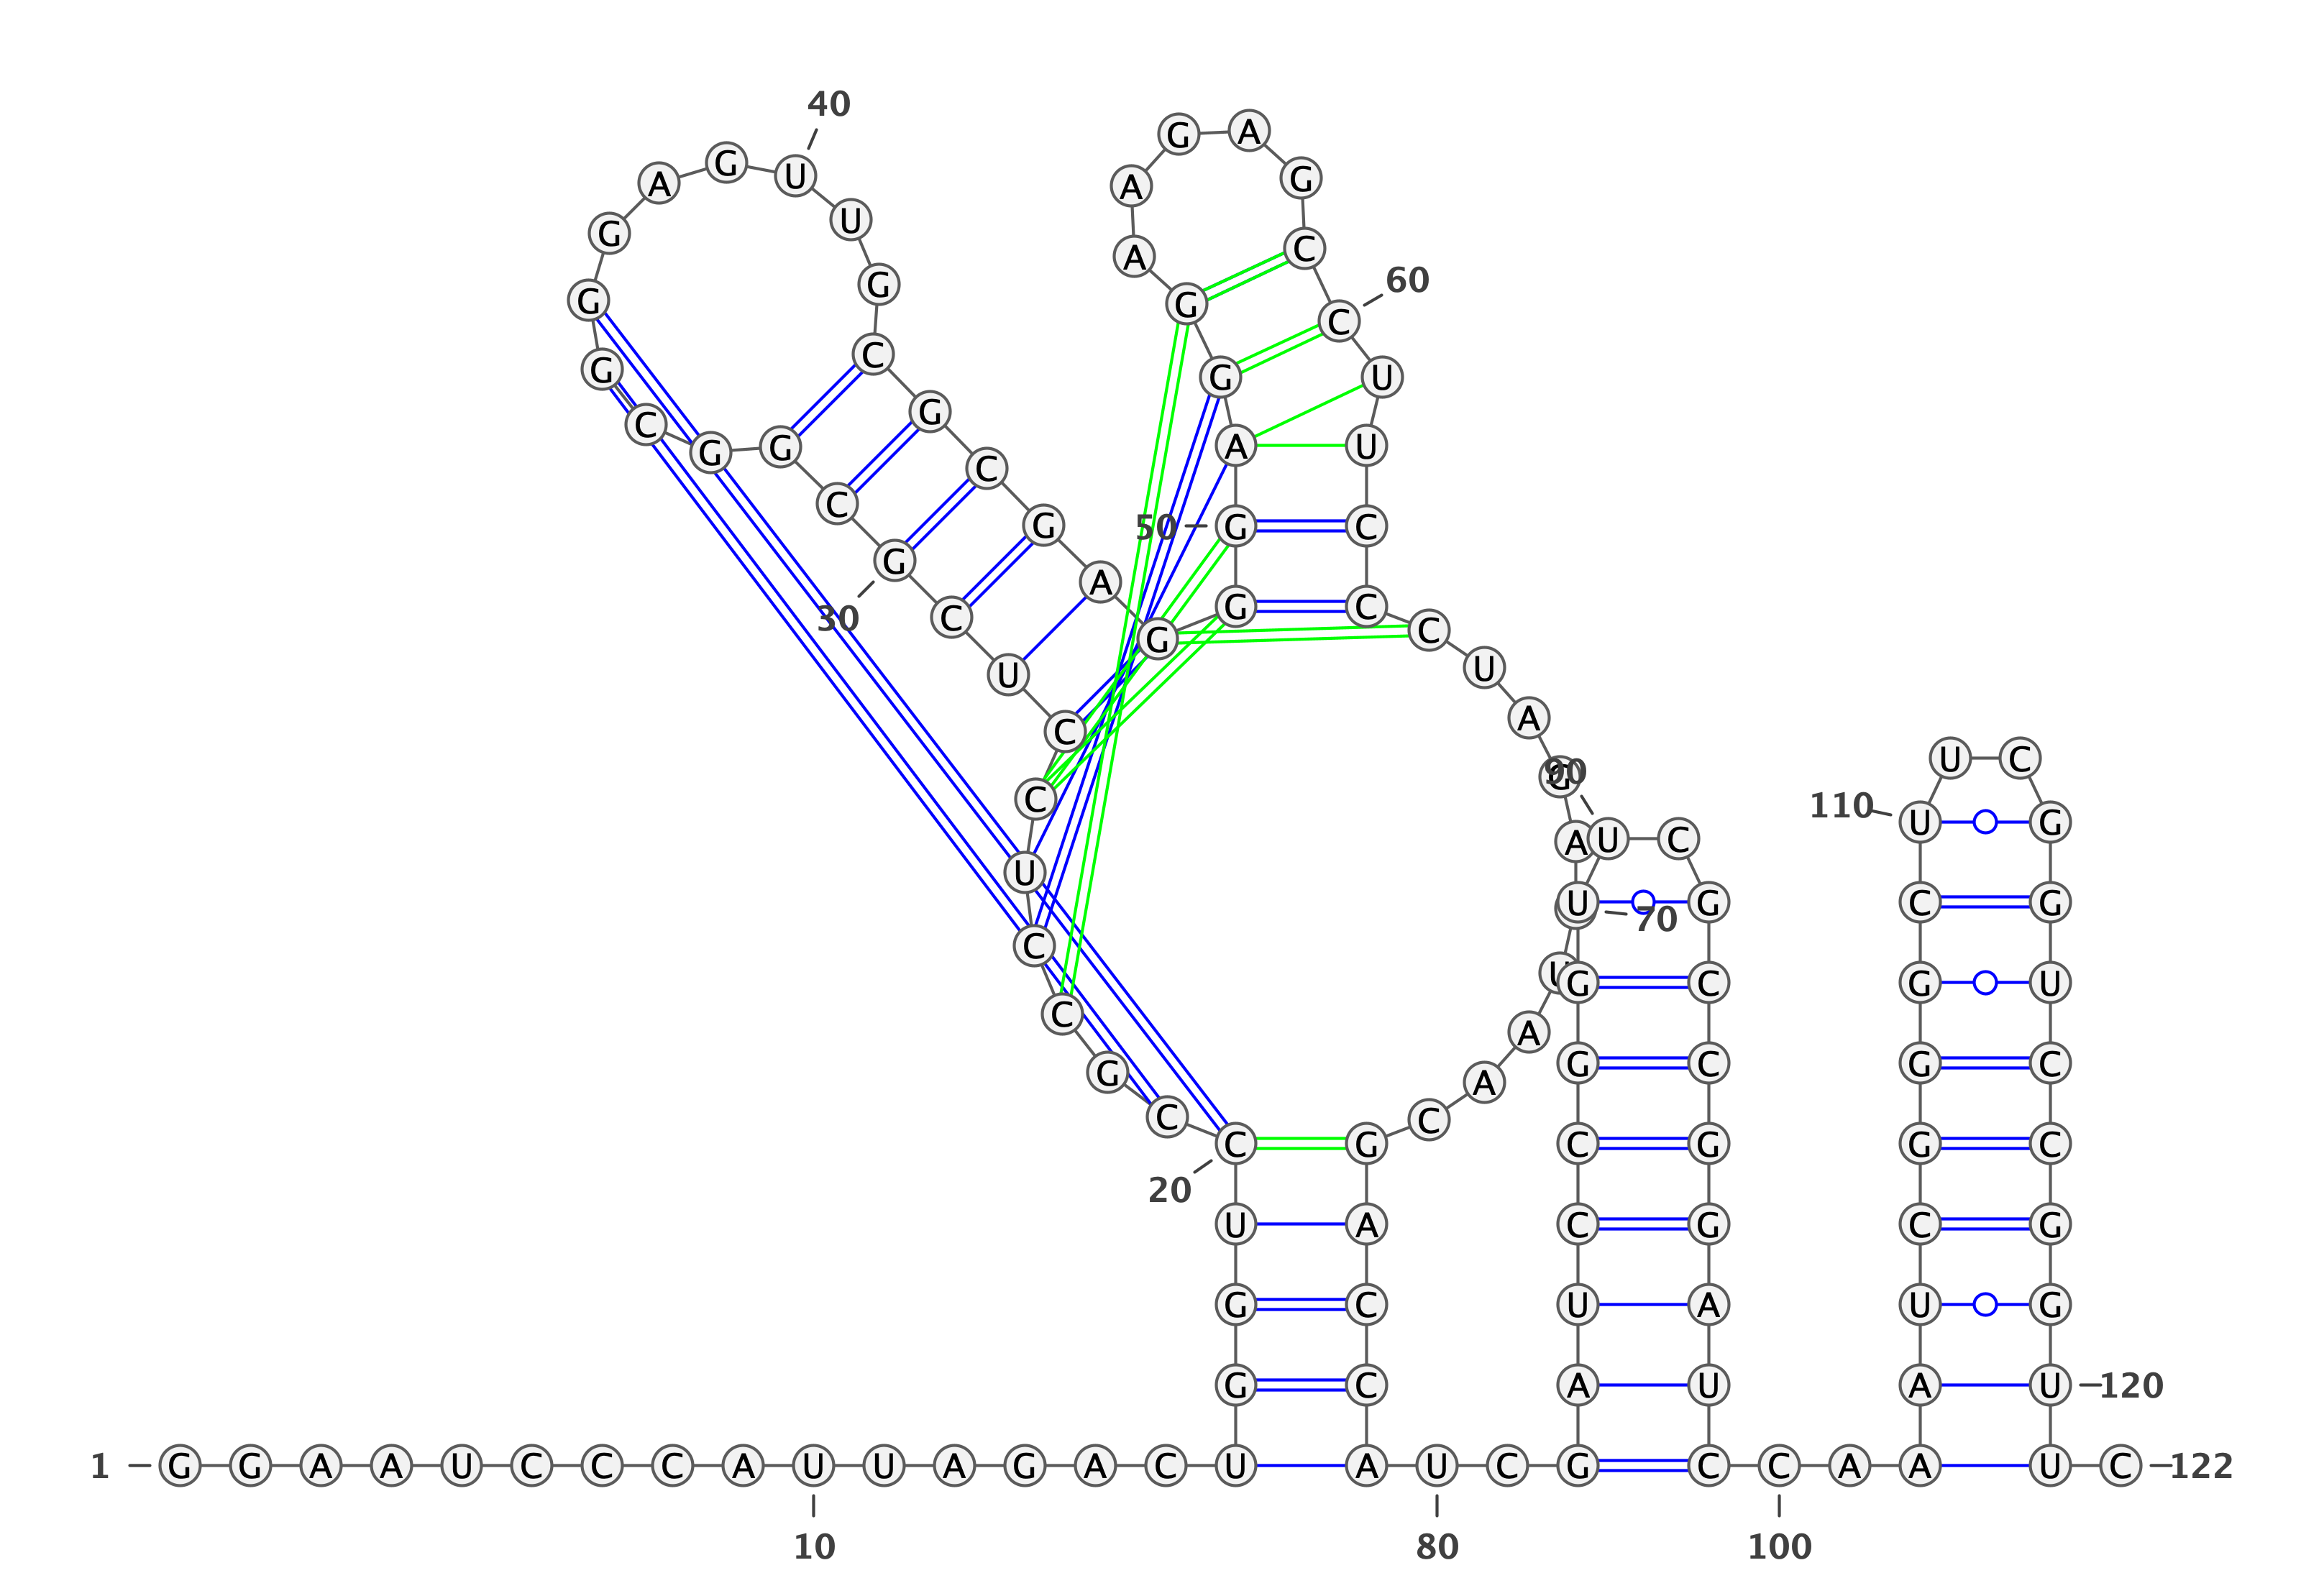 40
G A
A G U A G
G U
A C
G G G 60
C
G C G U
C G G G A U
C
C G 50 G C
G A
30 C G G C C
U U
C A
G 90 U C
C 110 U G
A U C
U
U G C G
70
C
U G C G U
C A
G A G C G C
C C
C G C G G C
20
U A C G C G
G C U A U G
G C A U A U 120
1 G G A A U C C C A U U A G A C U A U C G C C A A U C 122
10 80 100